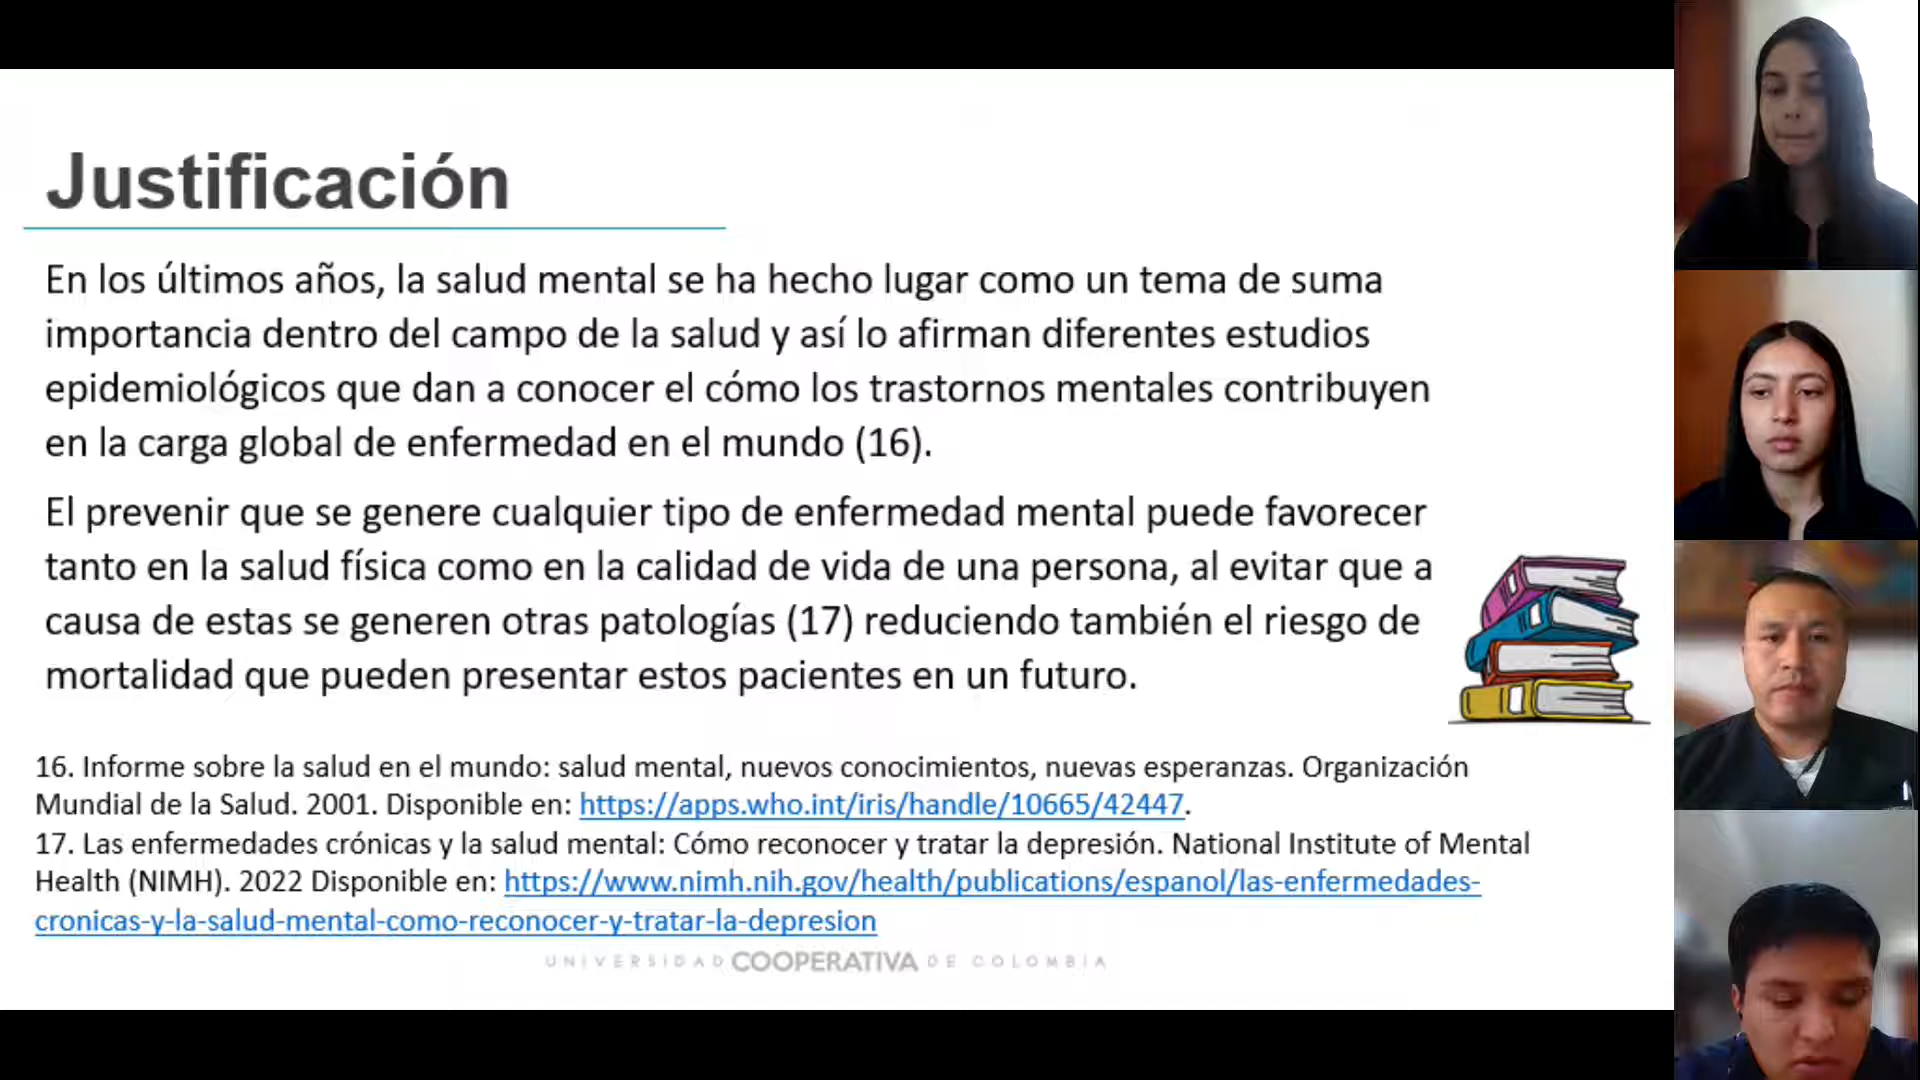 Justificación
En los últimos años, la salud mental se ha hecho lugar como un tema de suma
importancia dentro del campo de la salud y así lo afirman diferentes estudios
epidemiológicos que dan a conocer el cómo los trastornos mentales contribuyen
en la carga global de enfermedad en el mundo (16).
El prevenir que se genere cualquier tipo de enfermedad mental puede favorecer
tanto en la salud física como en la calidad de vida de una persona, al evitar que a
causa de estas se generen otras patologías (17) reduciendo también el riesgo de
mortalidad que pueden presentar estos pacientes en un futuro.
16. Informe sobre la salud en el mundo: salud mental, nuevos conocimientos, nuevas esperanzas. Organización
Mundial de la Salud. 2001. Disponible en: https://apps.who.int/iris/handle/10665/42447.
17. Las enfermedades crónicas y la salud mental: Cómo reconocer y tratar la depresión. National Institute of Mental
Health (NIMH). 2022 Disponible en: https://www.nimh.nih.gov/health/publications/espanol/las-enfermedades-
cronicas-y-la-salud-mental-como-reconocer-y-tratar-la-depresion
UNIVERSIDAD COOPERATIVA DE COLOMBIA